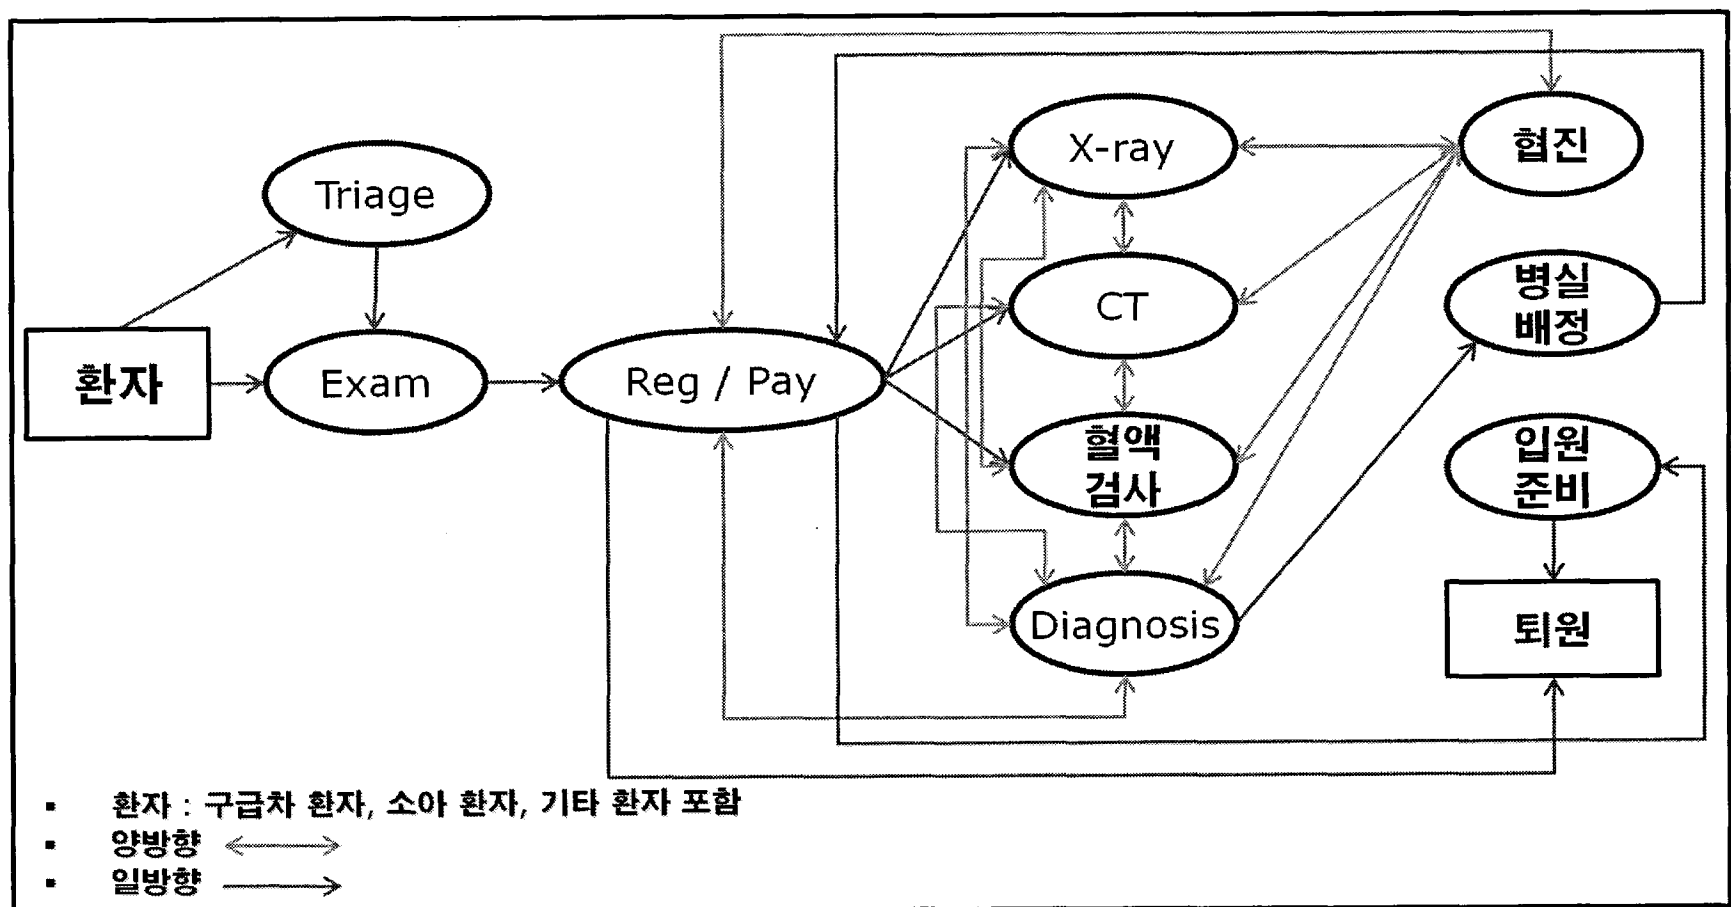 X-ray
협진
Triage
병실
배정
CT
환자
Exam
Reg / Pay
혈액
검사
입원
준비
Diagnosis
퇴원
▪ 환자 : 구급차 환자, 소아 환자, 기타 환자 포함
▪ 양방향
▪ 일방향